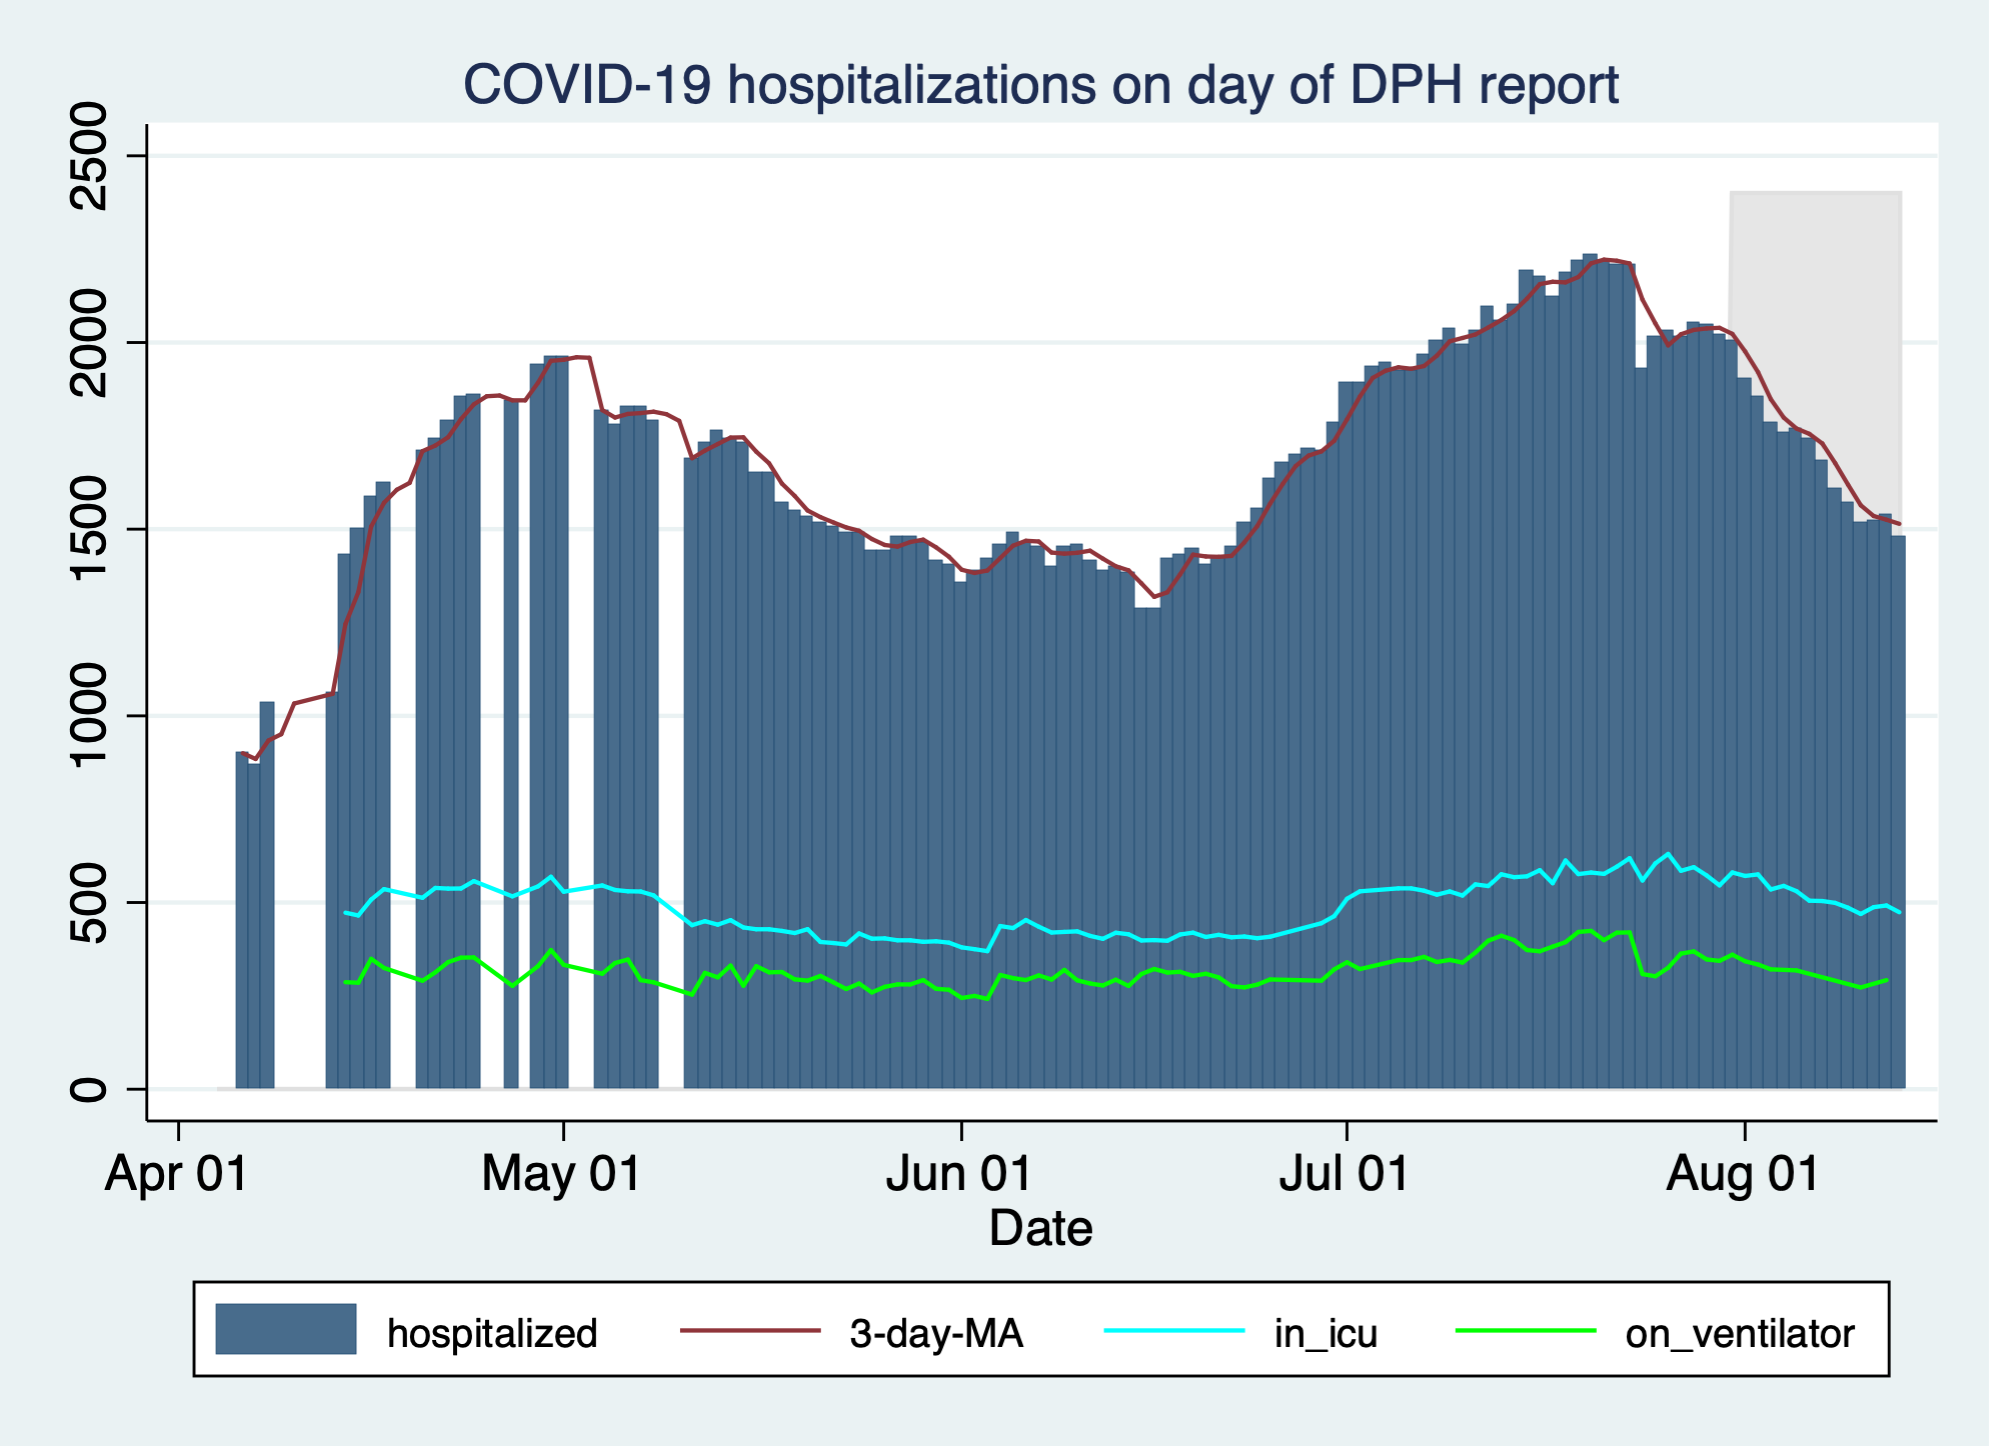 COVID-19 hospitalizations on day of DPH report
2500
2000
1500
1000
500
0
Apr 01 May 01 Jun 01 Jul 01 Aug 01
Date
hospitalized 3-day-MA in_icu on_ventilator